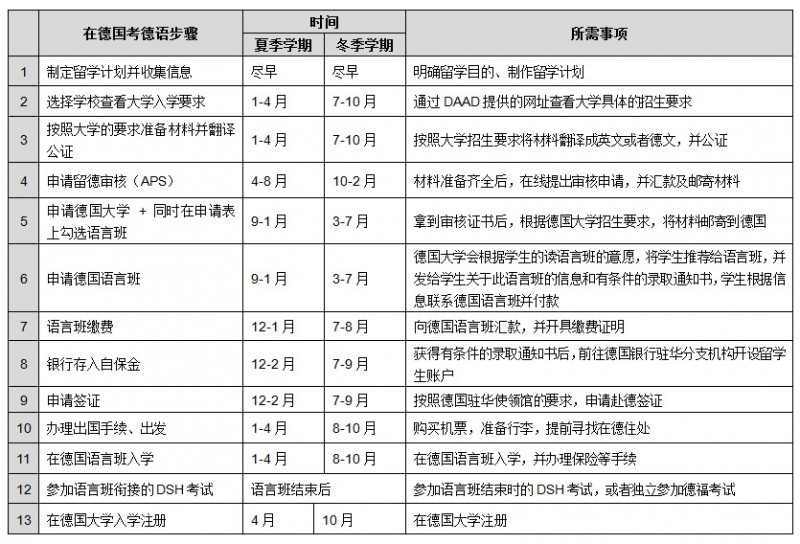 在德国考德语步骤 时间 所需事项
夏季学期 冬季学期
1 制定留学计划并收集信息 尽早 尽早 明确留学目的、制作留学计划
2 选择学校查看大学入学要求 1-4 月 7-10 月 通过 DAAD 提供的网址查看大学具体的招生要求
3 按照大学的要求准备材料并翻译
公证 1-4 月 7-10 月 按照大学招生要求将材料翻译成英文或者德文，并公证
4 申请留德审核（APS） 4-8 月 10-2 月 材料准备齐全后，在线提出审核申请，并汇款及邮寄材料
5 申请德国大学 + 同时在申请表
上勾选语言班 9-1 月 3-7 月 拿到审核证书后，根据德国大学招生要求，将材料邮寄到德国
6 申请德国语言班 9-1 月 3-7 月 德国大学会根据学生的读语言班的意愿，将学生推荐给语言班，并
发给学生关于此语言班的信息和有条件的录取通知书，学生根据信
息联系德国语言班并付款
7 语言班缴费 12-1 月 7-8 月 向德国语言班汇款，并开具缴费证明
8 银行存入自保金 12-2 月 7-9 月 获得有条件的录取通知书后，前往德国银行驻华分支机构开设留学
生账户
9 申请签证 12-2 月 7-9 月 按照德国驻华使领馆的要求，申请赴德签证
10 办理出国手续、出发 1-4 月 8-10 月 购买机票，准备行李，提前寻找在德住处
11 在德国语言班入学 1-4 月 8-10 月 在德国语言班入学，并办理保险等手续
12 参加语言班衔接的 DSH 考试 语言班结束后 参加语言班结束时的 DSH 考试，或者独立参加德福考试
13 在德国大学入学注册 4 月 10 月 在德国大学注册